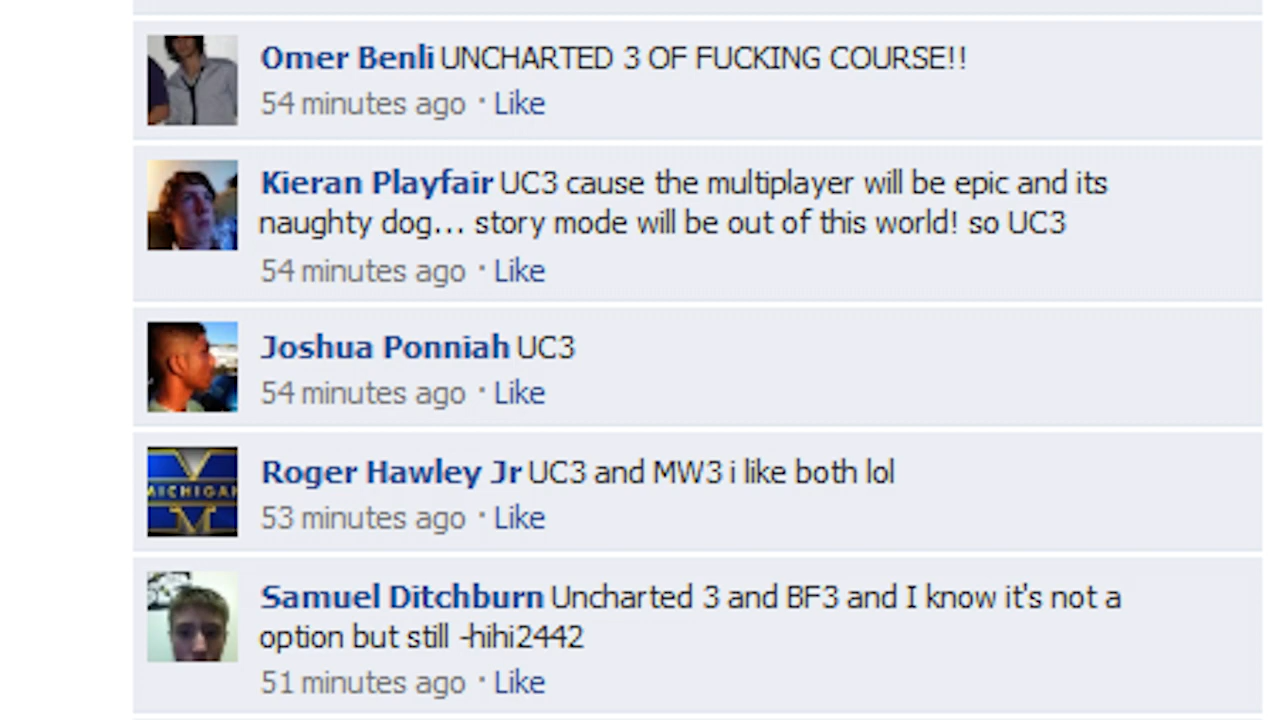 Omer Benli UNCHARTED 3 OF FUCKING COURSE!!
54 minutes ago · Like
Kieran Playfair UC3 cause the multiplayer will be epic and its
naughty dog... story mode will be out of this world! so UC3
54 minutes ago · Like
Joshua Ponniah UC3
54 minutes ago · Like
MICHIGAN
Roger Hawley Jr UC3 and MW3 i like both lol
53 minutes ago · Like
Samuel Ditchburn Uncharted 3 and BF3 and I know it's not a
option but still -hihi2442
51 minutes ago · Like